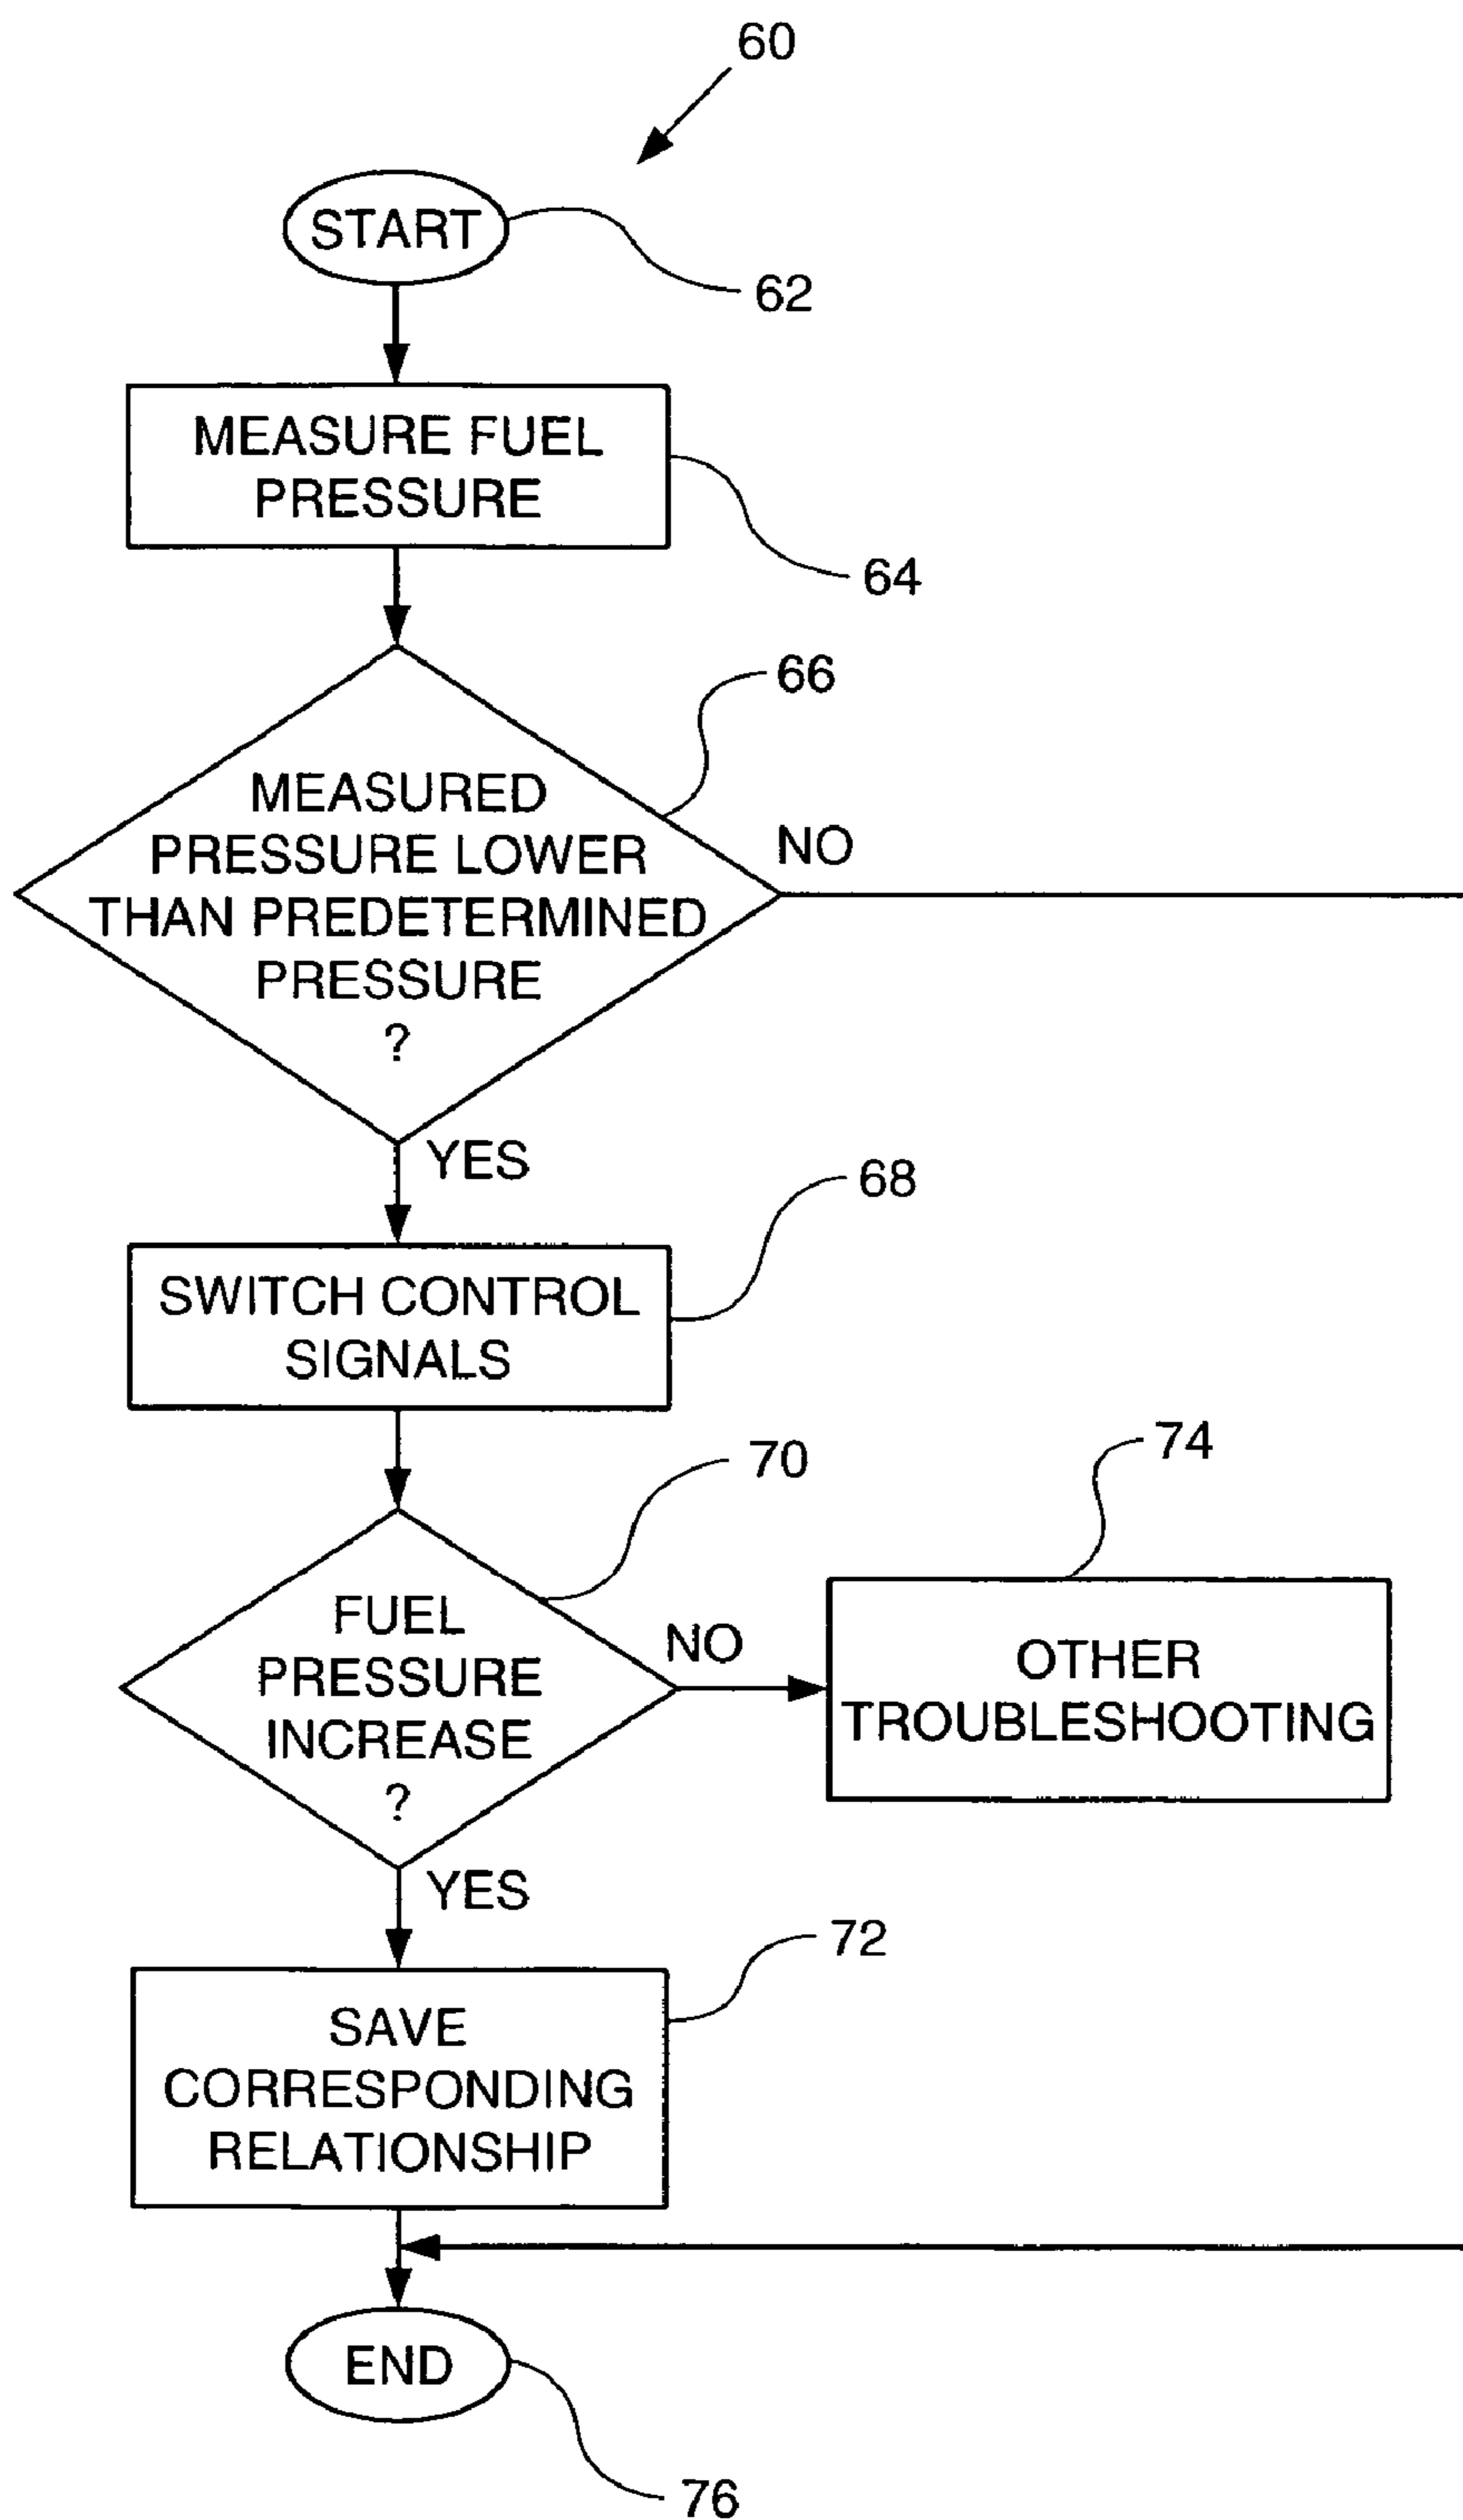 60
START
62
MEASURE FUEL
PRESSURE
64
66
MEASURED
PRESSURE LOWER
THAN PREDETERMINED
PRESSURE
?
NO
YES
68
SWITCH CONTROL
SIGNALS
70
74
FUEL
PRESSURE
INCREASE
?
NO
OTHER
TROUBLESHOOTING
YES
72
SAVE
CORRESPONDING
RELATIONSHIP
END
76